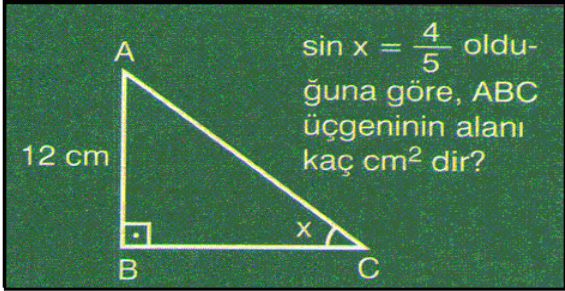 sin x = 4/5 oldu-
ğuna göre, ABC
üçgeninin alanı
kaç cm² dir?
A
12 cm
x
B
C